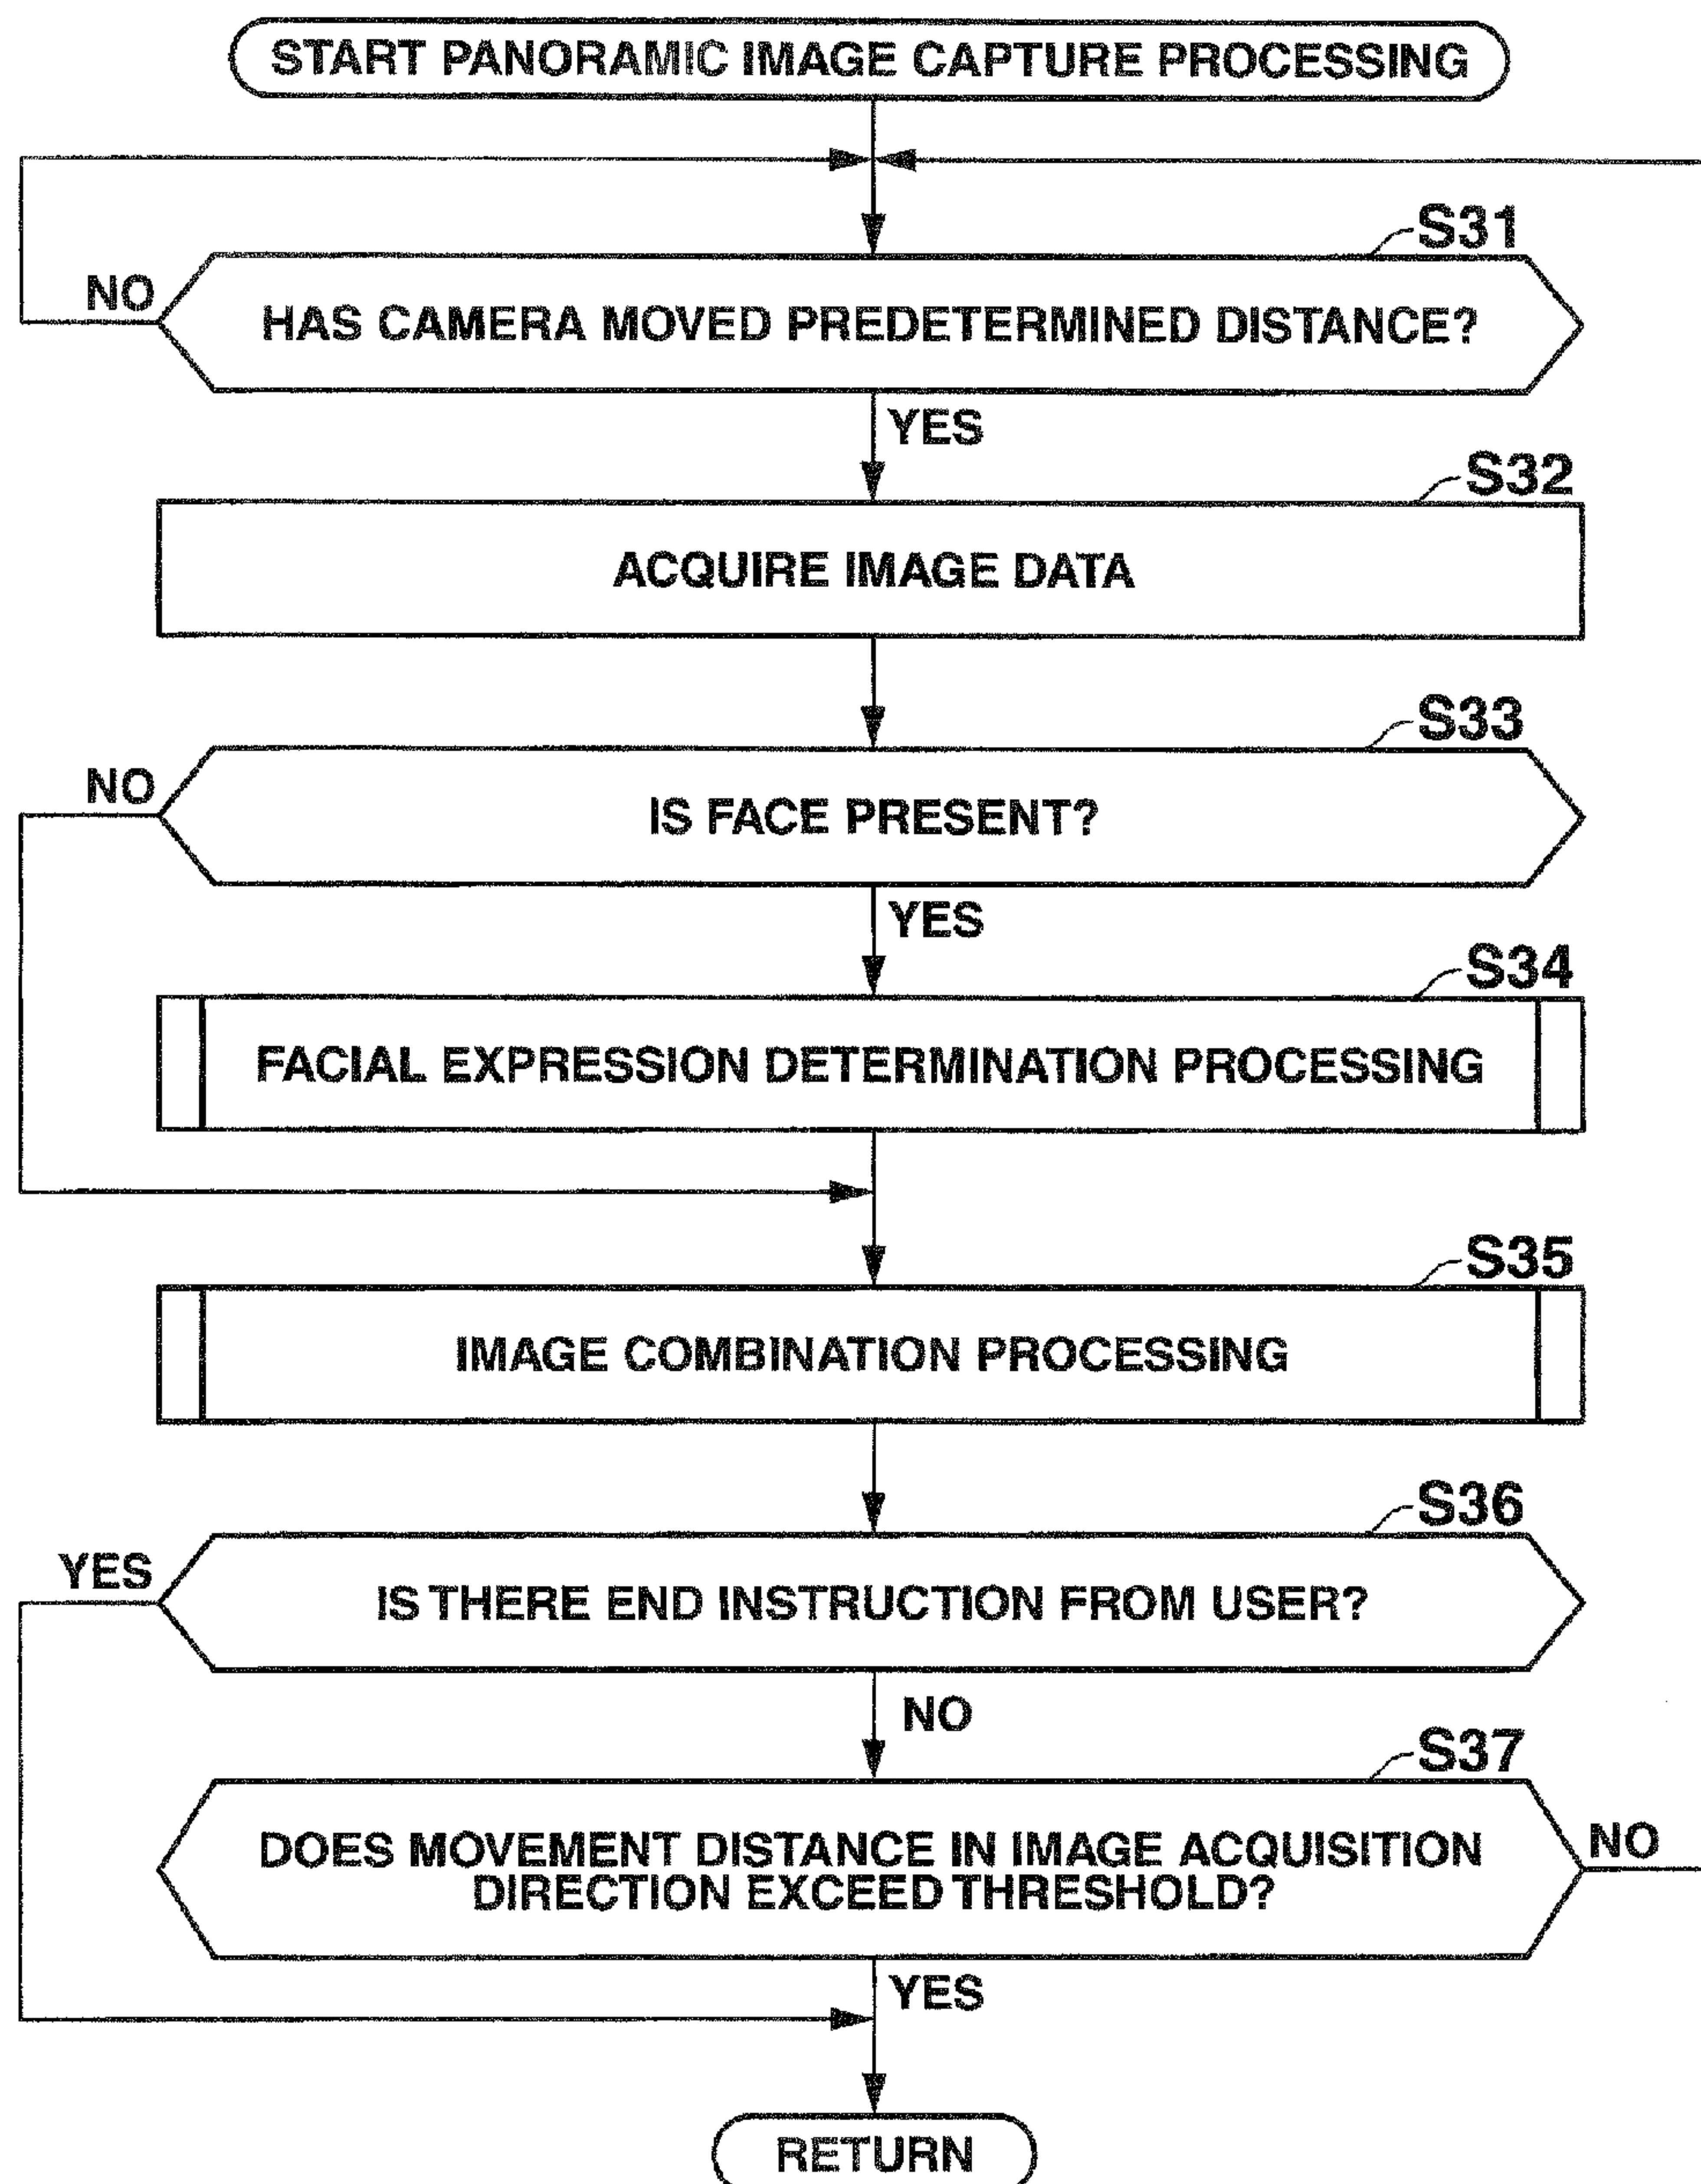 START PANORAMIC IMAGE CAPTURE PROCESSING
S31
NO
HAS CAMERA MOVED PREDETERMINED DISTANCE?
YES
S32
ACQUIRE IMAGE DATA
S33
NO
IS FACE PRESENT?
YES
S34
FACIAL EXPRESSION DETERMINATION PROCESSING
S35
IMAGE COMBINATION PROCESSING
S36
YES
IS THERE END INSTRUCTION FROM USER?
NO
S37
DOES MOVEMENT DISTANCE IN IMAGE ACQUISITION
DIRECTION EXCEED THRESHOLD?
NO
YES
RETURN